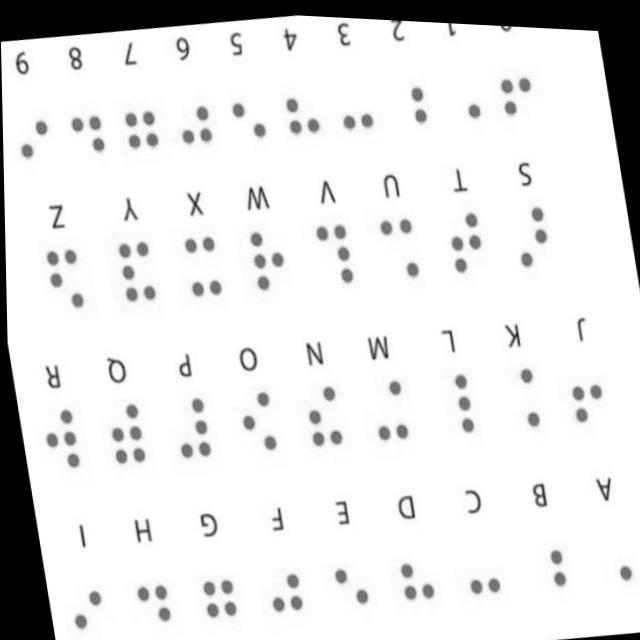 ⠁ ⠃ ⠉ ⠙ ⠑ ⠋ ⠛ ⠓ ⠊
A B C D E F G H I
⠚ ⠅ ⠇ ⠍ ⠝ ⠕ ⠏ ⠟ ⠗
J K L M N O P Q R
⠎ ⠞ ⠥ ⠧ ⠺ ⠭ ⠽ ⠵
S T U V W X Y Z
⠚ ⠁ ⠃ ⠉ ⠙ ⠑ ⠋ ⠛ ⠓ ⠊
1 2 3 4 5 6 7 8 9